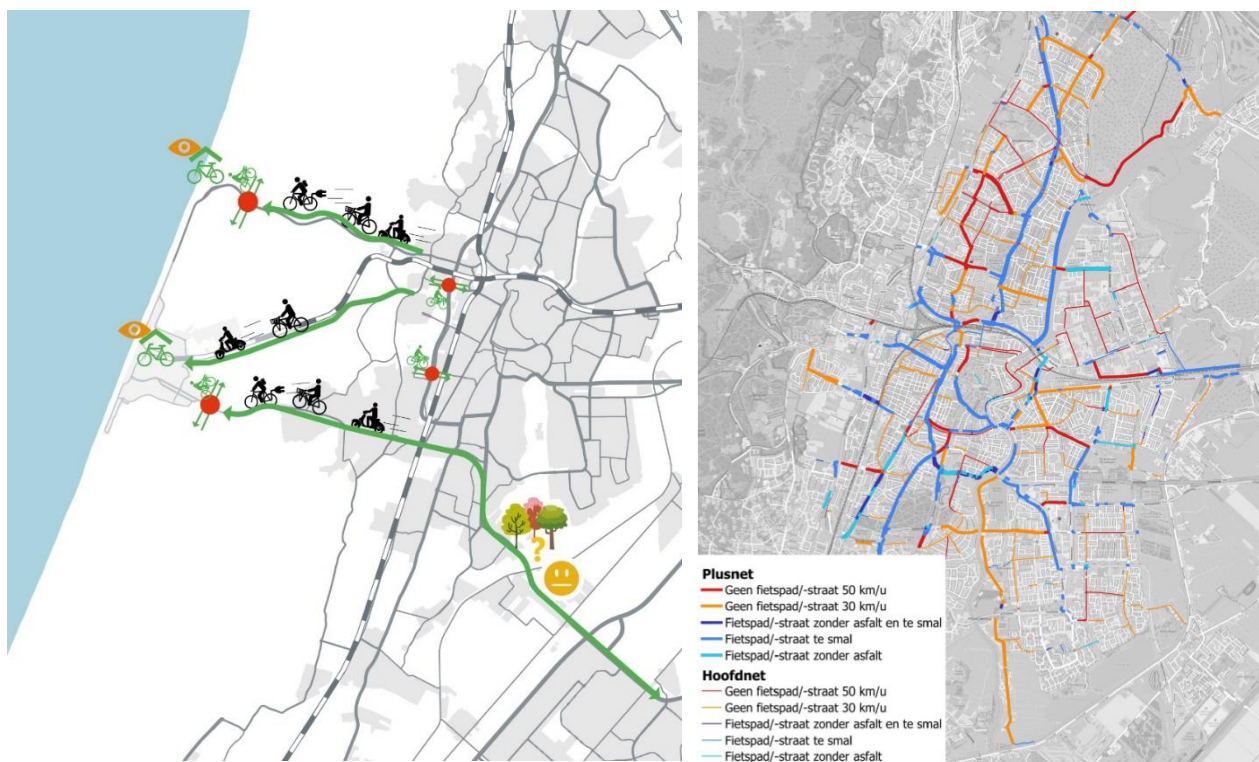 ?
Plusnet
Geen fietspad/-straat 50 km/u
Geen fietspad/-straat 30 km/u
Fietspad/-straat zonder asfalt en te smal
Fietspad/-straat te smal
Fietspad/-straat zonder asfalt
Hoofdnet
Geen fietspad/-straat 50 km/u
Geen fietspad/-straat 30 km/u
Fietspad/-straat zonder asfalt en te smal
Fietspad/-straat te smal
Fietspad/-straat zonder asfalt